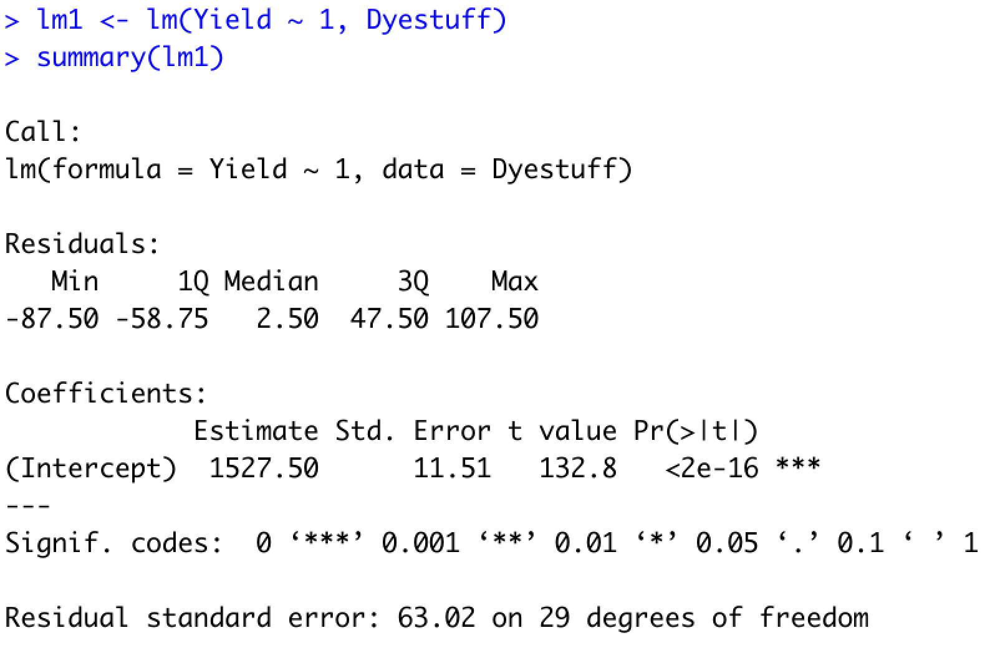 > lm1 <- lm(Yield ~ 1, Dyestuff)
> summary(lm1)

Call:
lm(formula = Yield ~ 1, data = Dyestuff)

Residuals:
   Min     1Q Median     3Q    Max
-87.50 -58.75   2.50  47.50 107.50

Coefficients:
            Estimate Std. Error t value Pr(>|t|)
(Intercept)  1527.50      11.51   132.8   <2e-16 ***
---
Signif. codes:  0 ‘***’ 0.001 ‘**’ 0.01 ‘*’ 0.05 ‘.’ 0.1 ‘ ’ 1

Residual standard error: 63.02 on 29 degrees of freedom